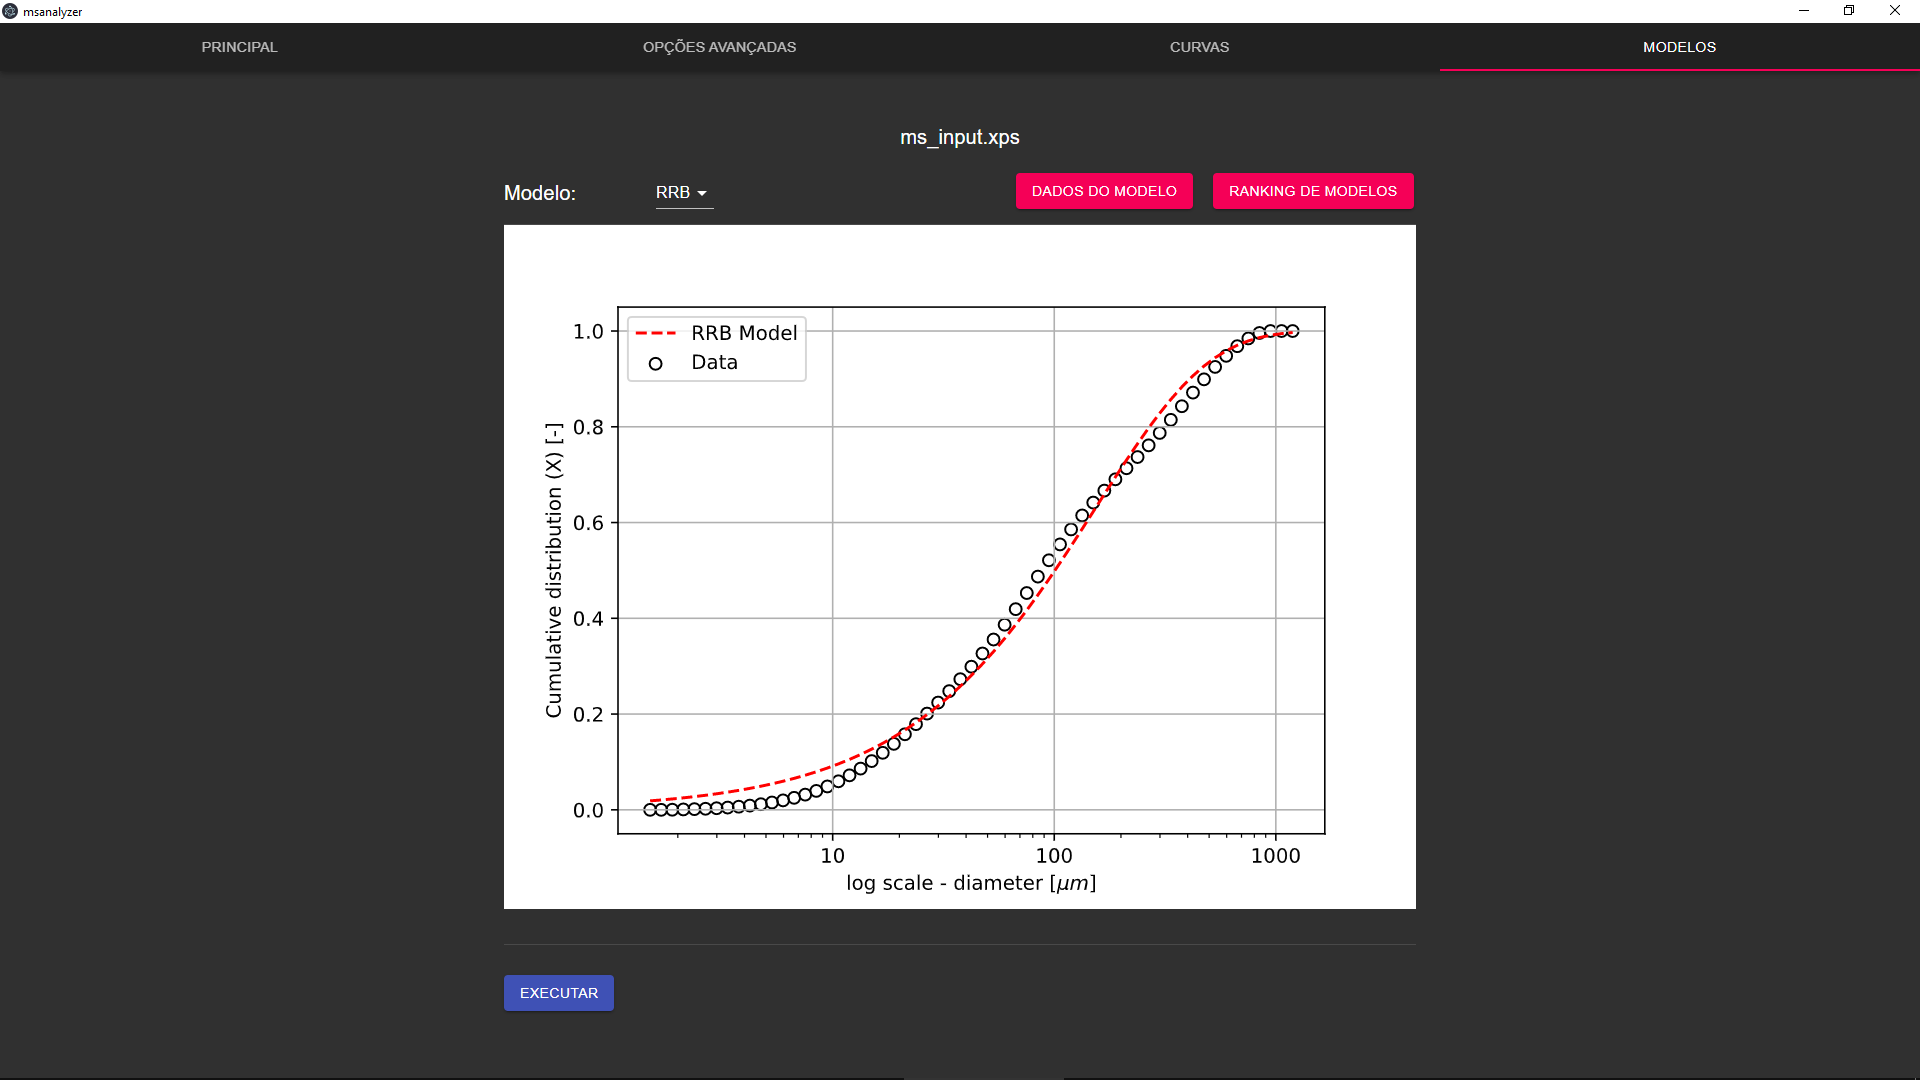 msanalyzer
PRINCIPAL
OPÇÕES AVANÇADAS
CURVAS
MODELOS
ms_input.xps
Modelo:
RRB
DADOS DO MODELO
RANKING DE MODELOS
RRB Model
Data
1.0
0.8
0.6
0.4
0.2
0.0
Cumulative distribution (X) [-]
10
100
1000
log scale - diameter [μm]
EXECUTAR